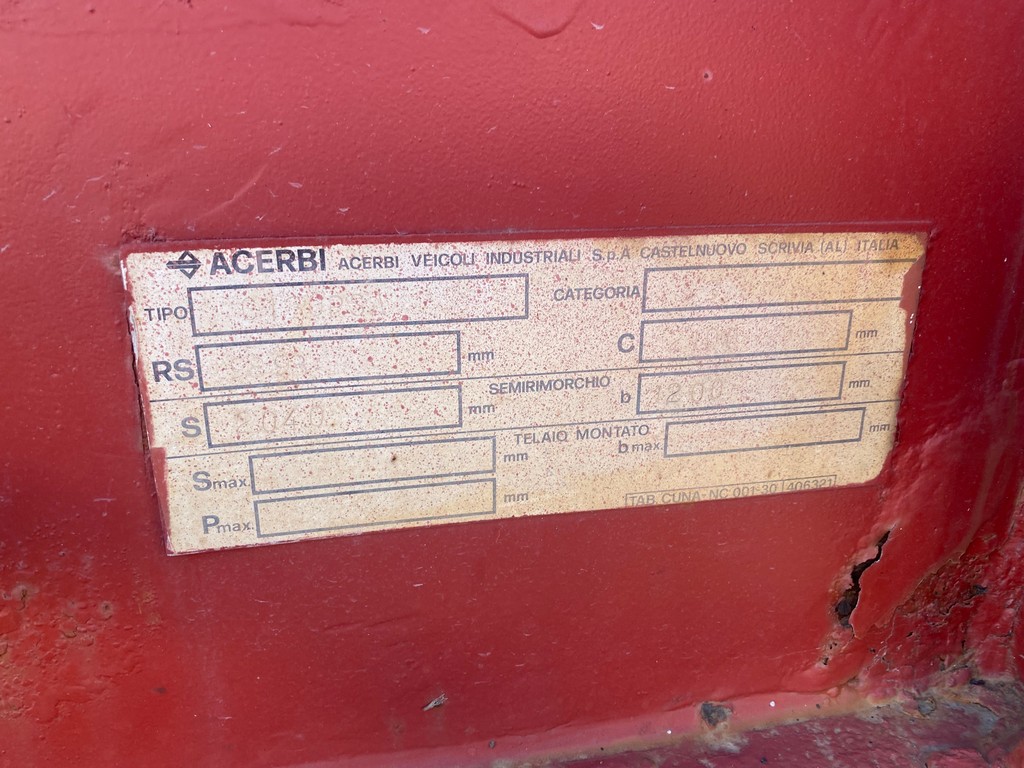 ACERBI ACERBI VEICOLI INDUSTRIALI S.p.A CASTELNUOVO SCRIVIA (AL) ITALIA
TIPO CATEGORIA
RS mm C mm
SEMIRIMORCHIO
S mm b mm
TELAIO MONTATO
S max. mm b max. mm
P max. mm
TAB. CUNA-NC 001-30 406321